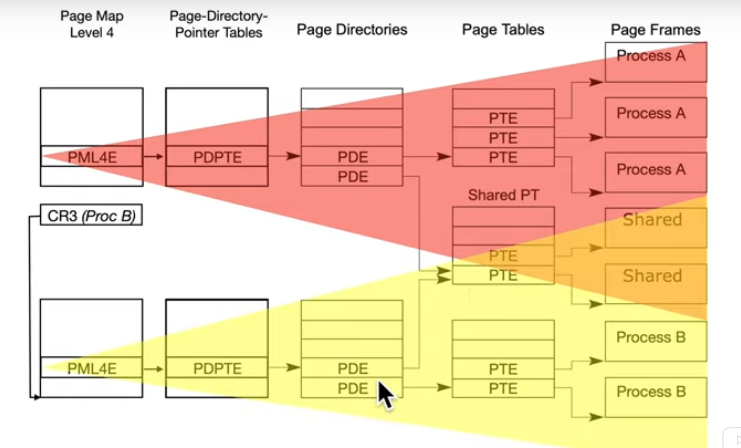 Page Map
Level 4
Page-Directory-
Pointer Tables
Page Directories
Page Tables
Page Frames
Process A
PTE
Process A
PTE
PML4E
PDPTE
PDE
PTE
Process A
PDE
Shared PT
CR3 (Proc B)
Shared
PTE
PTE
Shared
Process B
PML4E
PDPTE
PDE
PTE
PDE
PTE
Process B